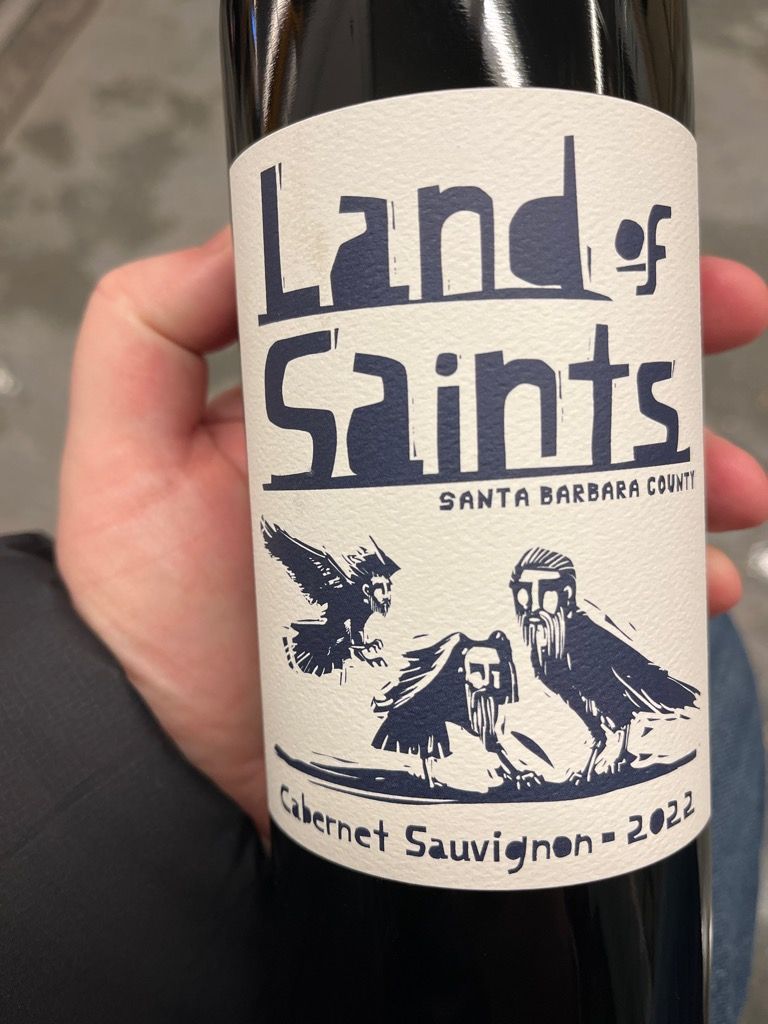 Land of
Saints
SANTA BARBARA COUNTY
Cabernet Sauvignon - 2022